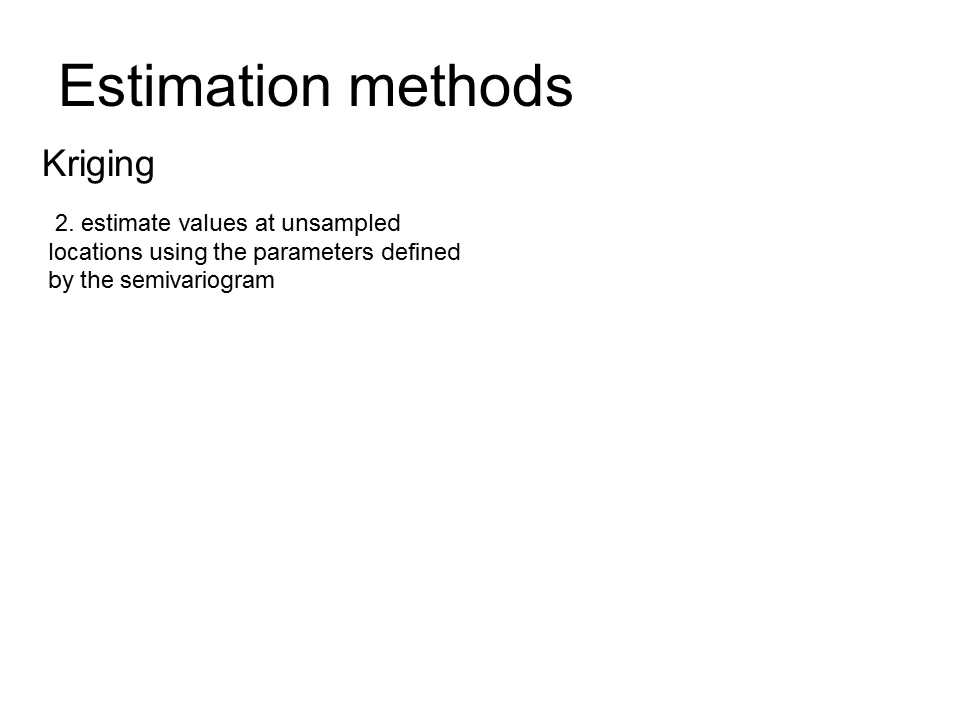 Estimation methods
Kriging
2. estimate values at unsampled
locations using the parameters defined
by the semivariogram